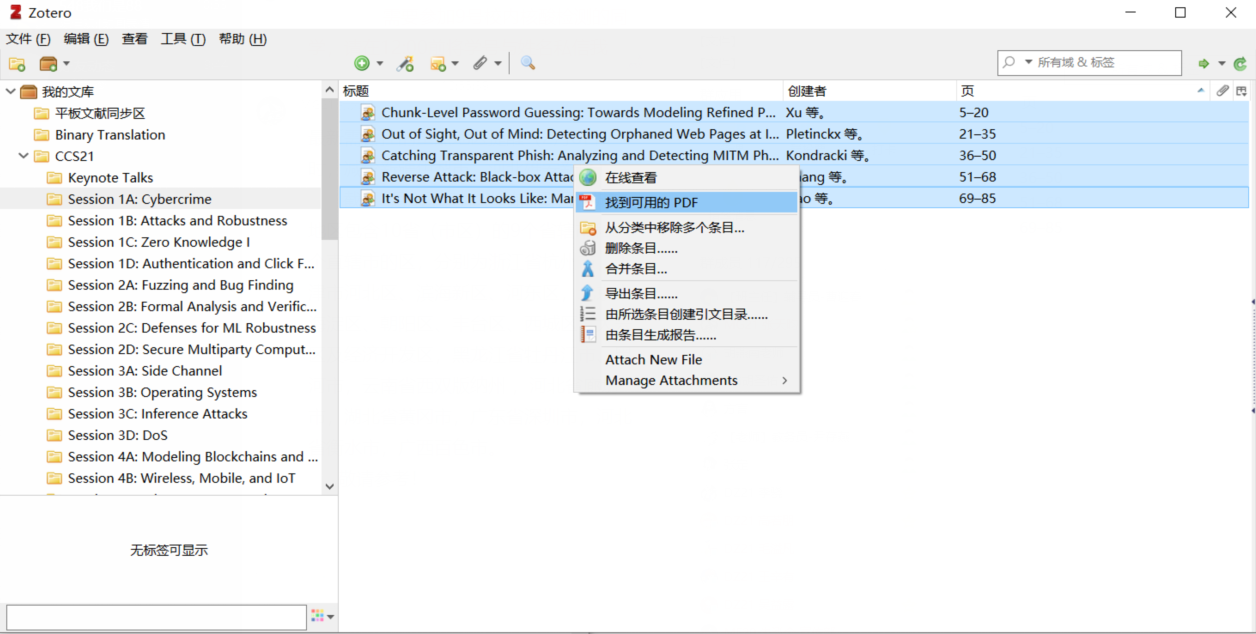 Zotero
文件 (F) 编辑 (E) 查看 工具 (T) 帮助 (H)
所有域 & 标签
我的文库
平板文献同步区
Binary Translation
CCS21
Keynote Talks
Session 1A: Cybercrime
Session 1B: Attacks and Robustness
Session 1C: Zero Knowledge I
Session 1D: Authentication and Click F...
Session 2A: Fuzzing and Bug Finding
Session 2B: Formal Analysis and Verific...
Session 2C: Defenses for ML Robustness
Session 2D: Secure Multiparty Comput...
Session 3A: Side Channel
Session 3B: Operating Systems
Session 3C: Inference Attacks
Session 3D: DoS
Session 4A: Modeling Blockchains and ...
Session 4B: Wireless, Mobile, and IoT
无标签可显示
标题 创建者 页
Chunk-Level Password Guessing: Towards Modeling Refined P... Xu 等。 5–20
Out of Sight, Out of Mind: Detecting Orphaned Web Pages at I... Pletinckx 等。 21–35
Catching Transparent Phish: Analyzing and Detecting MITM Ph... Kondracki 等。 36–50
Reverse Attack: Black-box Attac iang 等。 51–68
It's Not What It Looks Like: Mar 等。 69–85
在线查看
找到可用的 PDF
从分类中移除多个条目...
删除条目......
合并条目...
导出条目......
由所选条目创建引文目录......
由条目生成报告......
Attach New File
Manage Attachments